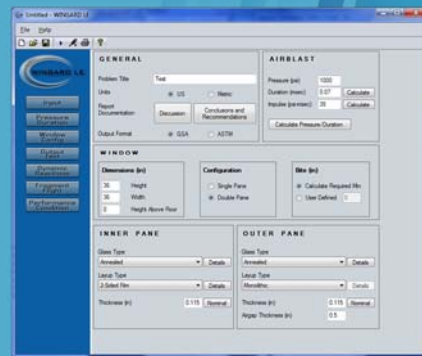 Untitled - WINGARD LE
File Help
WINGARD LE
Input
Pressure
Duration
Window
Config
Output
Text
Dynamic
Reactions
Fragment
Flight
Performance
Condition
GENERAL
Problem Title Test
Units US Metric
Report
Documentation Discussion Conclusions and
Recommendations
Output Format GSA ASTM
AIRBLAST
Pressure (psi) 1000
Duration (msec) 0.07 Calculate
Impulse (psi-msec) 35 Calculate
Calculate Pressure/Duration
WINDOW
Dimensions (in)
36 Height
36 Width
0 Height Above Floor
Configuration
Single Pane
Double Pane
Bite (in)
Calculate Required Min.
User Defined 0
INNER PANE
Glass Type
Annealed Details
Layup Type
2-Sided Film Details
Thickness (in) 0.115 Nominal
OUTER PANE
Glass Type
Annealed Details
Layup Type
Monolithic Details
Thickness (in) 0.115 Nominal
Airgap Thickness (in) 0.5